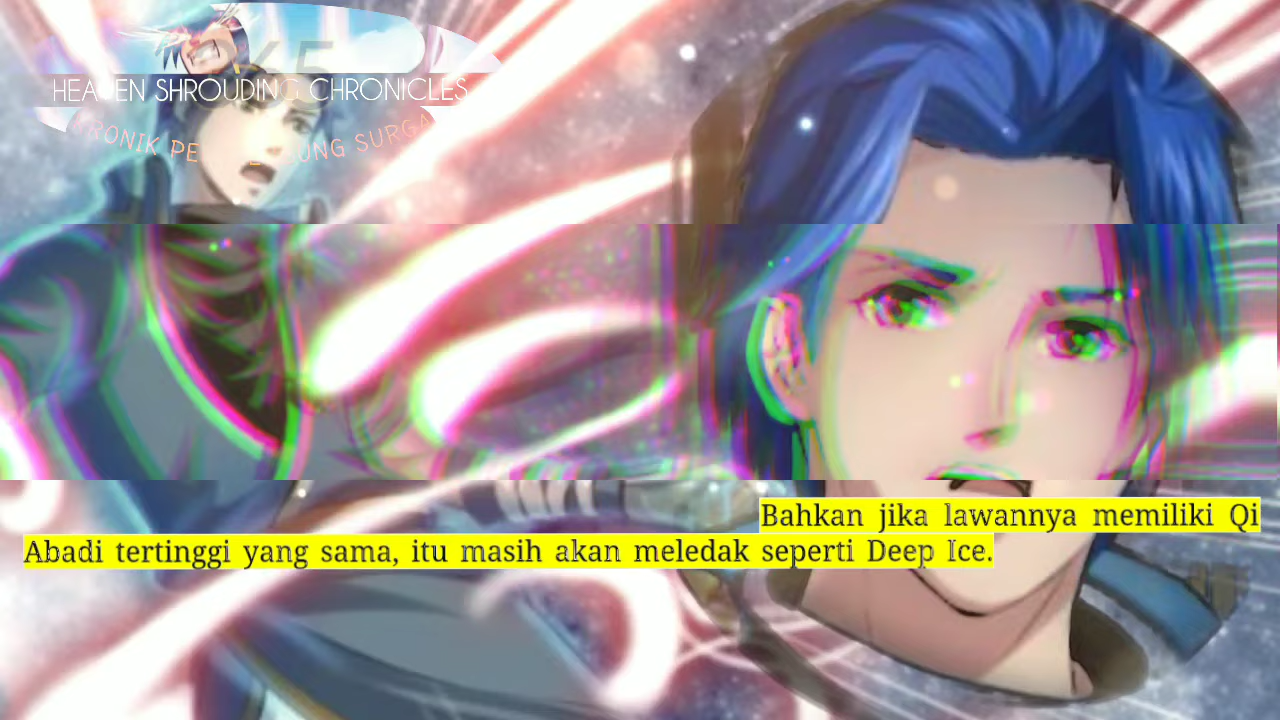 365
HEAVEN SHROUDING CHRONICLES
Bahkan jika lawannya memiliki Qi
Abadi tertinggi yang sama, itu masih akan meledak seperti Deep Ice.